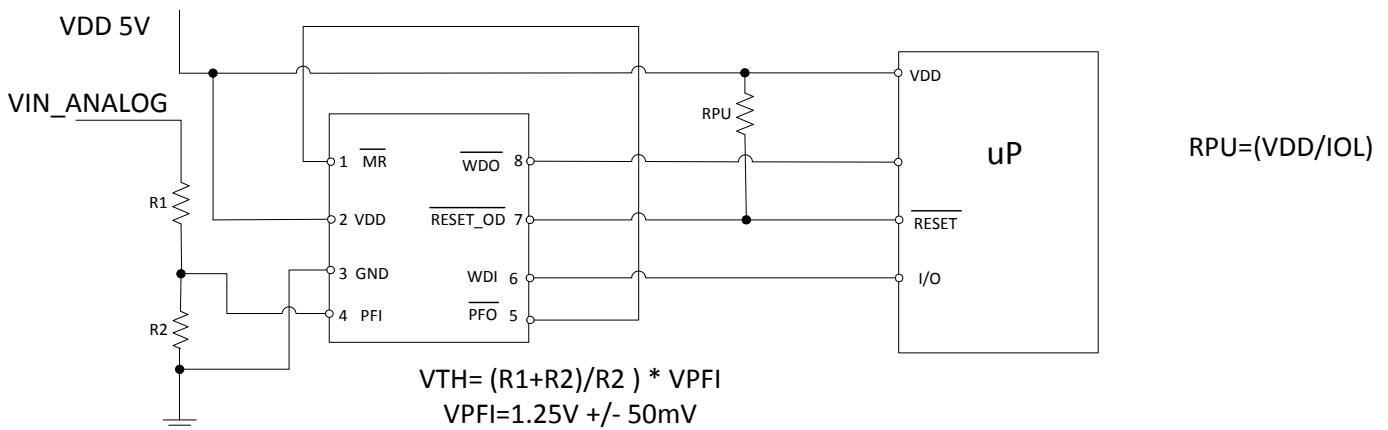 VDD 5V
VIN_ANALOG
R1
R2
1 MR
2 VDD
3 GND
4 PFI
WDO 8
RESET_OD 7
WDI 6
PFO 5
RPU
VDD
uP
RESET
I/O
RPU=(VDD/IOL)
VTH= (R1+R2)/R2 ) * VPFI
VPFI=1.25V +/- 50mV